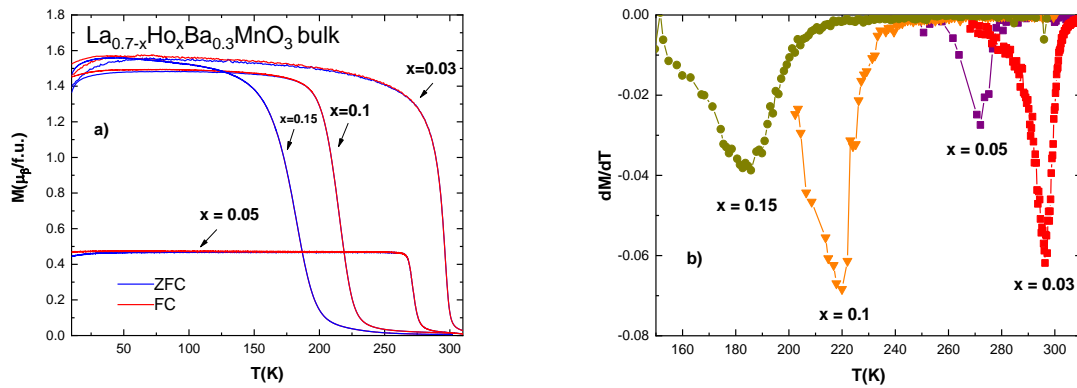 La0.7-xHoxBa0.3MnO3 bulk
a)
x=0.03
x=0.1
x=0.15
x = 0.05
ZFC
FC
M(μβ/f.u.)
1.8
1.6
1.4
1.2
1.0
0.8
0.6
0.4
0.2
0.0
50 100 150 200 250 300
T(K)
0.00
-0.02
-0.04
-0.06
-0.08
dM/dT
x = 0.05
x = 0.15
b)
x = 0.03
x = 0.1
160 180 200 220 240 260 280 300
T(K)